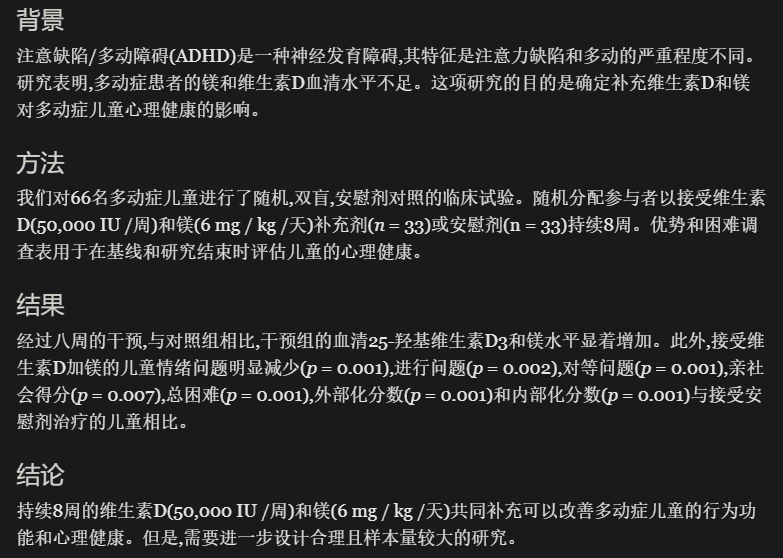 背景
注意缺陷/多动障碍(ADHD)是一种神经发育障碍,其特征是注意力缺陷和多动的严重程度不同。
研究表明,多动症患者的镁和维生素D血清水平不足。这项研究的目的是确定补充维生素D和镁
对多动症儿童心理健康的影响。
方法
我们对66名多动症儿童进行了随机,双盲,安慰剂对照的临床试验。随机分配参与者以接受维生素
D(50,000 IU /周)和镁(6 mg / kg /天)补充剂(n = 33)或安慰剂(n = 33)持续8周。优势和困难调
查表用于在基线和研究结束时评估儿童的心理健康。
结果
经过八周的干预,与对照组相比,干预组的血清25-羟基维生素D3和镁水平显着增加。此外,接受维
生素D加镁的儿童情绪问题明显减少(p = 0.001),进行问题(p = 0.002),对等问题(p = 0.001),亲社
会得分(p = 0.007),总困难(p = 0.001),外部化分数(p = 0.001)和内部化分数(p = 0.001)与接受安
慰剂治疗的儿童相比。
结论
持续8周的维生素D(50,000 IU /周)和镁(6 mg / kg /天)共同补充可以改善多动症儿童的行为功
能和心理健康。但是,需要进一步设计合理且样本量较大的研究。